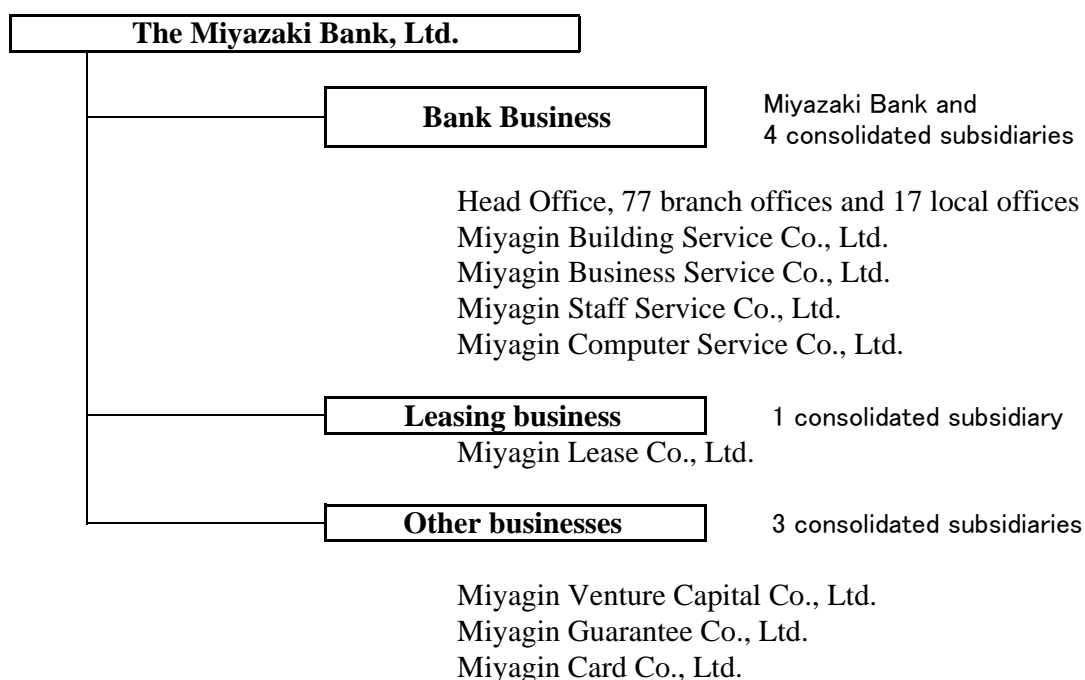 The Miyazaki Bank, Ltd.
Bank Business
Miyazaki Bank and
4 consolidated subsidiaries
Head Office, 77 branch offices and 17 local offices
Miyagin Building Service Co., Ltd.
Miyagin Business Service Co., Ltd.
Miyagin Staff Service Co., Ltd.
Miyagin Computer Service Co., Ltd.
Leasing business
1 consolidated subsidiary
Miyagin Lease Co., Ltd.
Other businesses
3 consolidated subsidiaries
Miyagin Venture Capital Co., Ltd.
Miyagin Guarantee Co., Ltd.
Miyagin Card Co., Ltd.